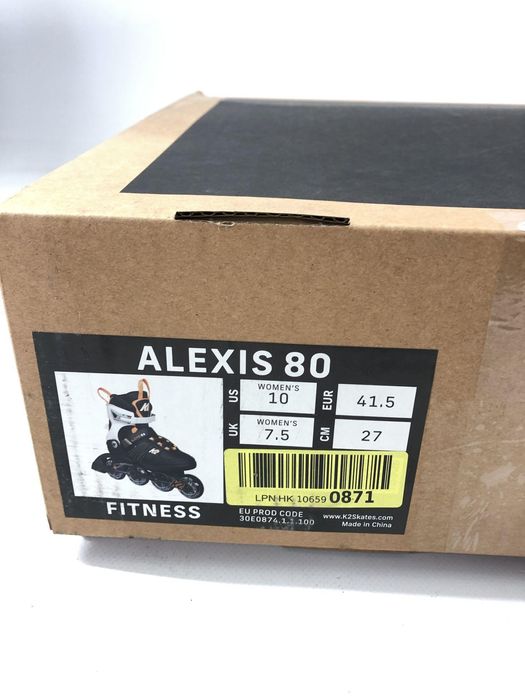 ALEXIS 80
US WOMEN'S 10 EUR 41.5
UK WOMEN'S 7.5 CM 27
LPN HK 10659 0871
FITNESS
EU PROD CODE
30E0874.1.1.100
www.K2Skates.com
Made in China